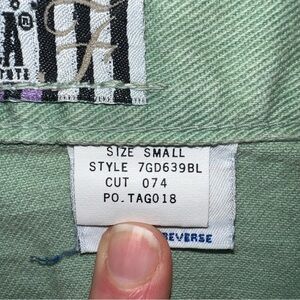 SIZE SMALL
STYLE 7GD639BL
CUT 074
PO.TAG018
REVERSE